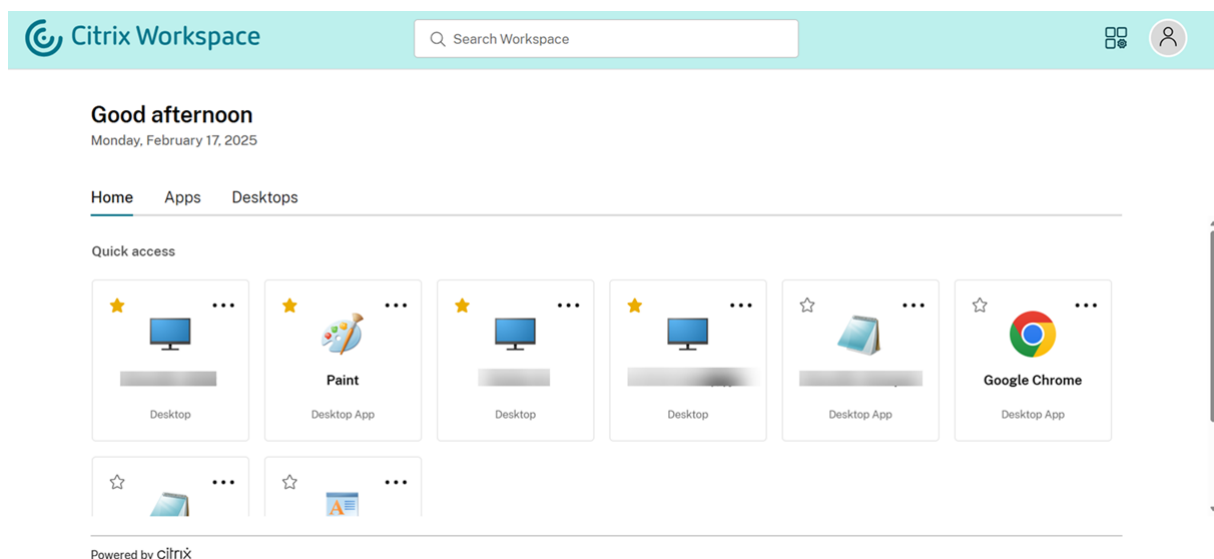 Citrix Workspace
Search Workspace
Good afternoon
Monday, February 17, 2025
Home Apps Desktops
Quick access
Paint
Google Chrome
Desktop Desktop App Desktop Desktop Desktop App Desktop App
A
Powered by citrix